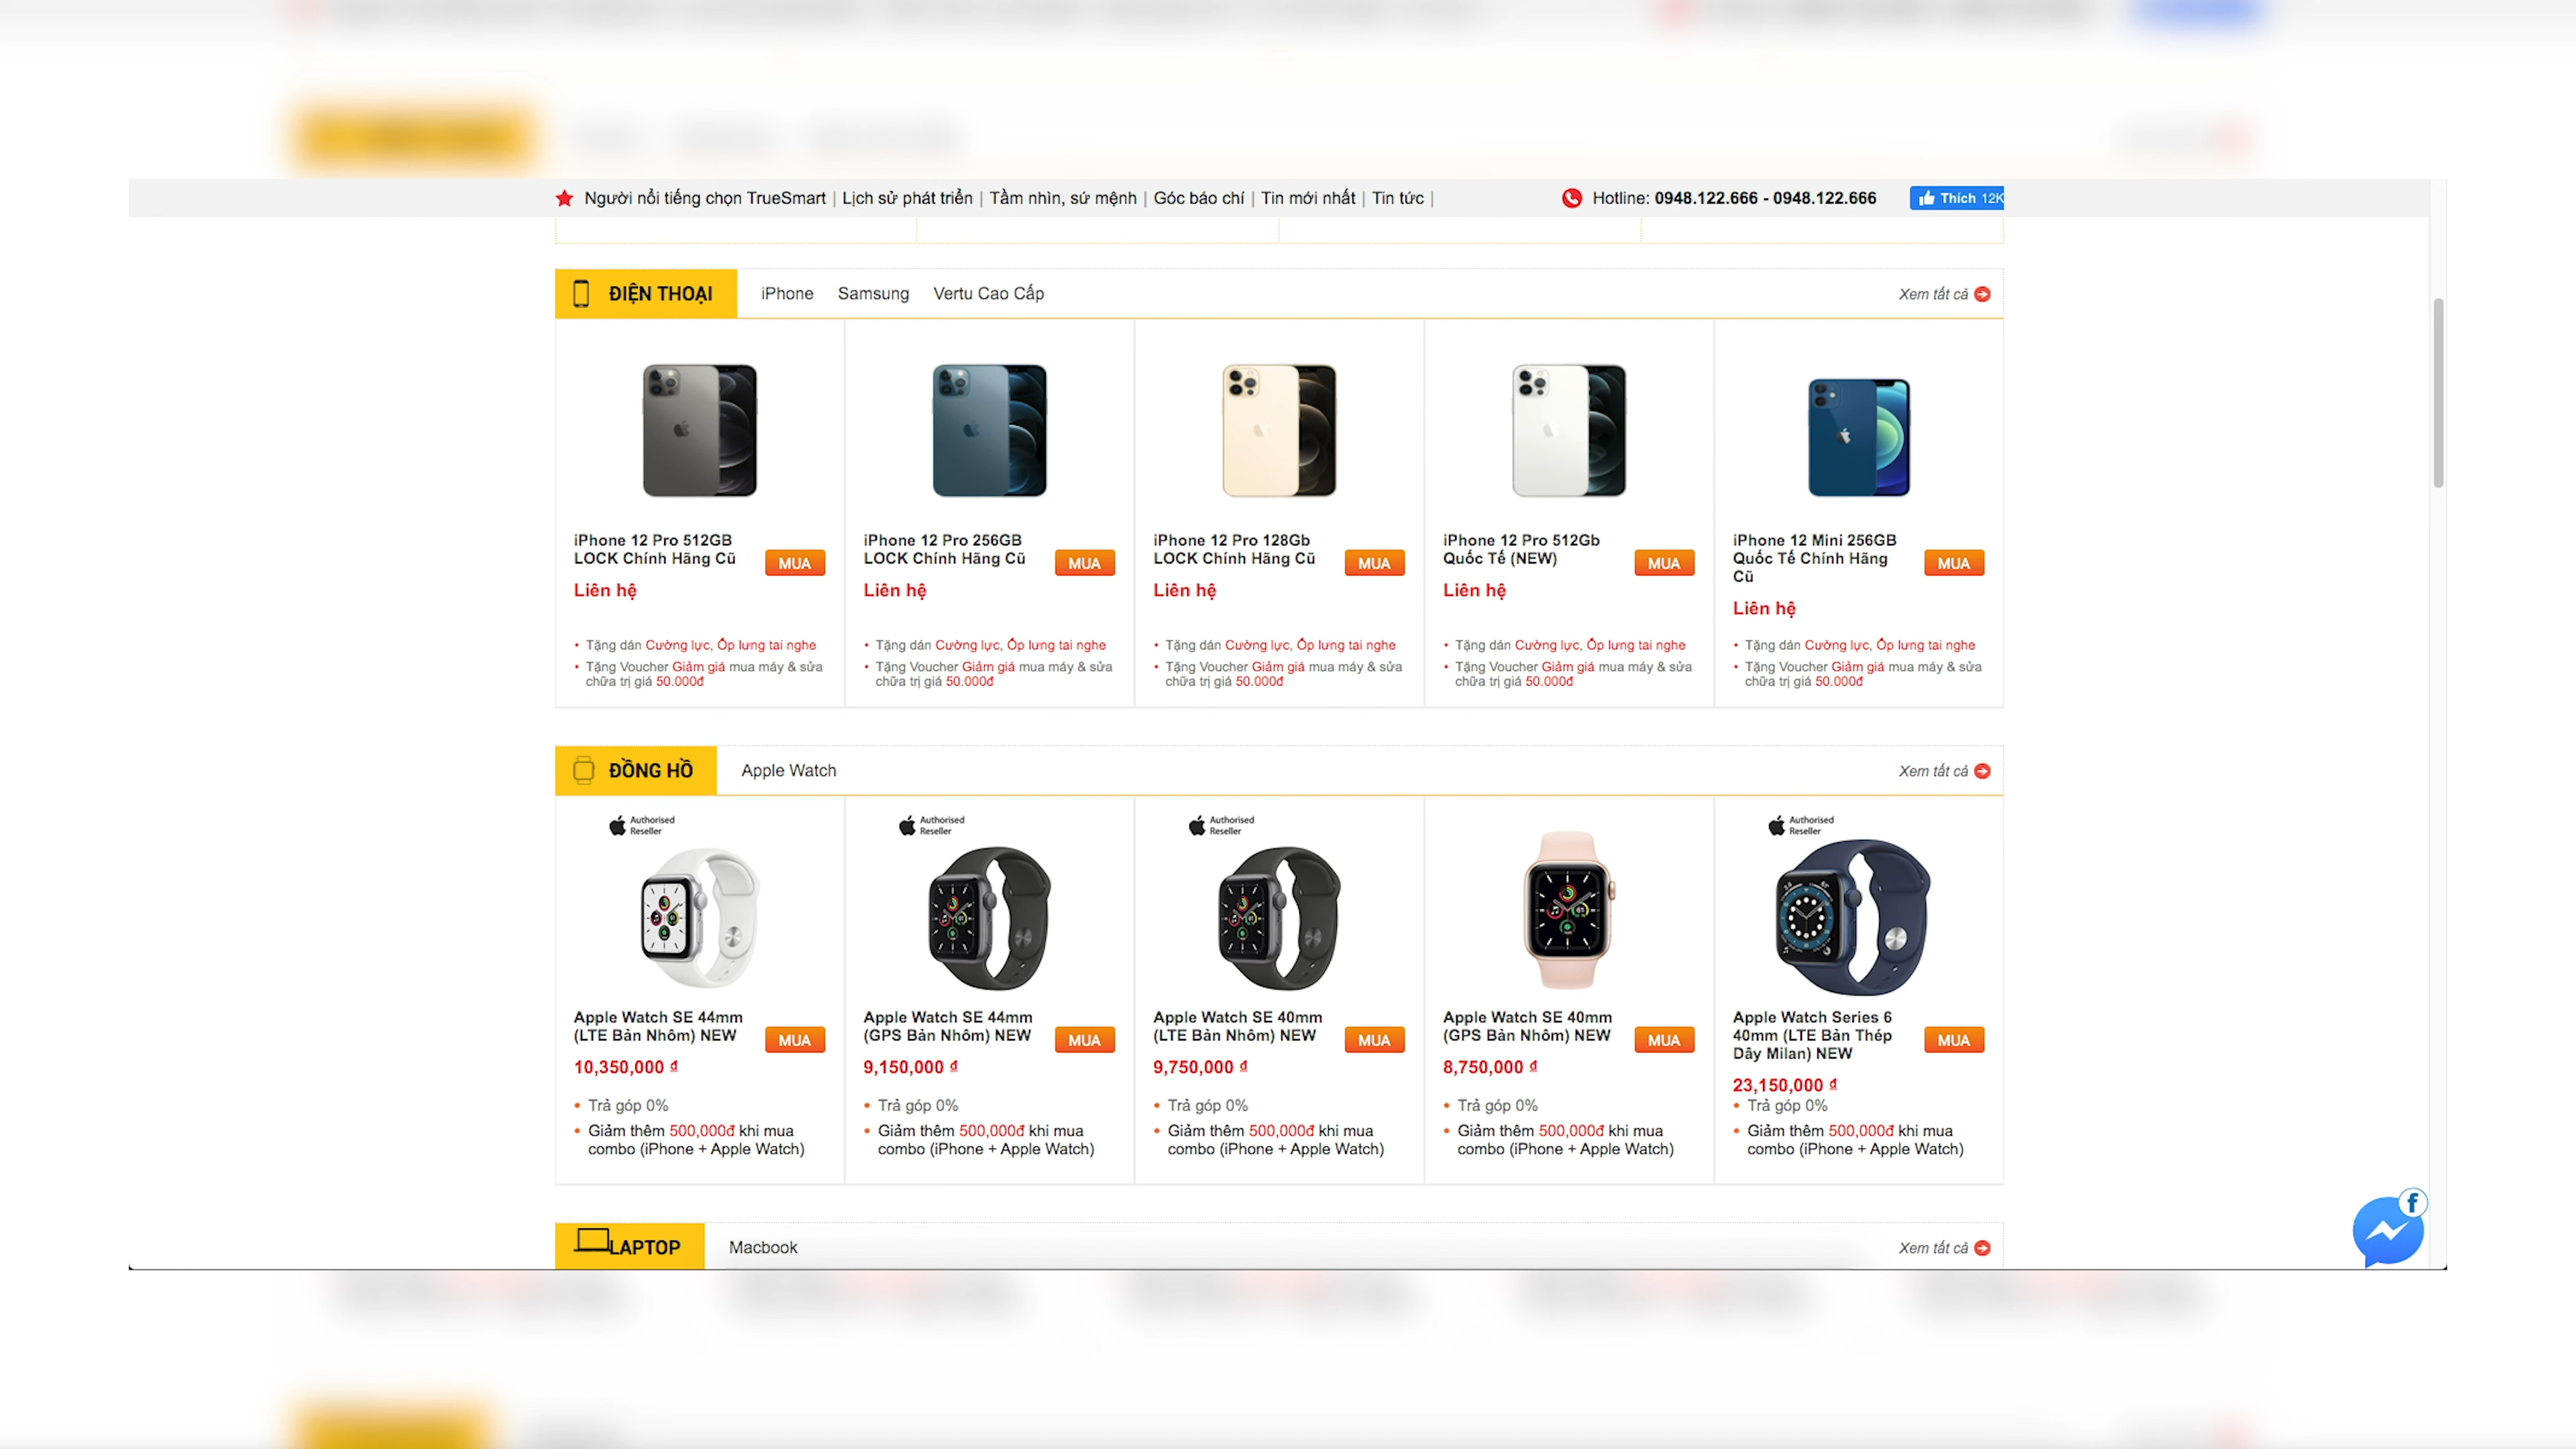 Người nổi tiếng chọn TrueSmart | Lịch sử phát triển | Tầm nhìn, sứ mệnh | Góc báo chí | Tin mới nhất | Tin tức |
Hotline: 0948.122.666 - 0948.122.666
Thích 12K
ĐIỆN THOẠI
iPhone
Samsung
Vertu Cao Cấp
Xem tất cả
iPhone 12 Pro 512GB
LOCK Chính Hãng Cũ
MUA
Liên hệ
• Tặng dán Cường lực, Ốp lưng tai nghe
• Tặng Voucher Giảm giá mua máy & sửa
chữa trị giá 50.000đ
iPhone 12 Pro 256GB
LOCK Chính Hãng Cũ
MUA
Liên hệ
• Tặng dán Cường lực, Ốp lưng tai nghe
• Tặng Voucher Giảm giá mua máy & sửa
chữa trị giá 50.000đ
iPhone 12 Pro 128Gb
LOCK Chính Hãng Cũ
MUA
Liên hệ
• Tặng dán Cường lực, Ốp lưng tai nghe
• Tặng Voucher Giảm giá mua máy & sửa
chữa trị giá 50.000đ
iPhone 12 Pro 512Gb
Quốc Tế (NEW)
MUA
Liên hệ
• Tặng dán Cường lực, Ốp lưng tai nghe
• Tặng Voucher Giảm giá mua máy & sửa
chữa trị giá 50.000đ
iPhone 12 Mini 256GB
Quốc Tế Chính Hãng
Cũ
MUA
Liên hệ
• Tặng dán Cường lực, Ốp lưng tai nghe
• Tặng Voucher Giảm giá mua máy & sửa
chữa trị giá 50.000đ
ĐỒNG HỒ
Apple Watch
Xem tất cả
Authorised
Reseller
Apple Watch SE 44mm
(LTE Bản Nhôm) NEW
MUA
10,350,000 ₫
• Trả góp 0%
• Giảm thêm 500,000đ khi mua
combo (iPhone + Apple Watch)
Authorised
Reseller
Apple Watch SE 44mm
(GPS Bản Nhôm) NEW
MUA
9,150,000 ₫
• Trả góp 0%
• Giảm thêm 500,000đ khi mua
combo (iPhone + Apple Watch)
Authorised
Reseller
Apple Watch SE 40mm
(LTE Bản Nhôm) NEW
MUA
9,750,000 ₫
• Trả góp 0%
• Giảm thêm 500,000đ khi mua
combo (iPhone + Apple Watch)
Apple Watch SE 40mm
(GPS Bản Nhôm) NEW
MUA
8,750,000 ₫
• Trả góp 0%
• Giảm thêm 500,000đ khi mua
combo (iPhone + Apple Watch)
Authorised
Reseller
Apple Watch Series 6
40mm (LTE Bản Thép
Dây Milan) NEW
MUA
23,150,000 ₫
• Trả góp 0%
• Giảm thêm 500,000đ khi mua
combo (iPhone + Apple Watch)
LAPTOP
Macbook
Xem tất cả